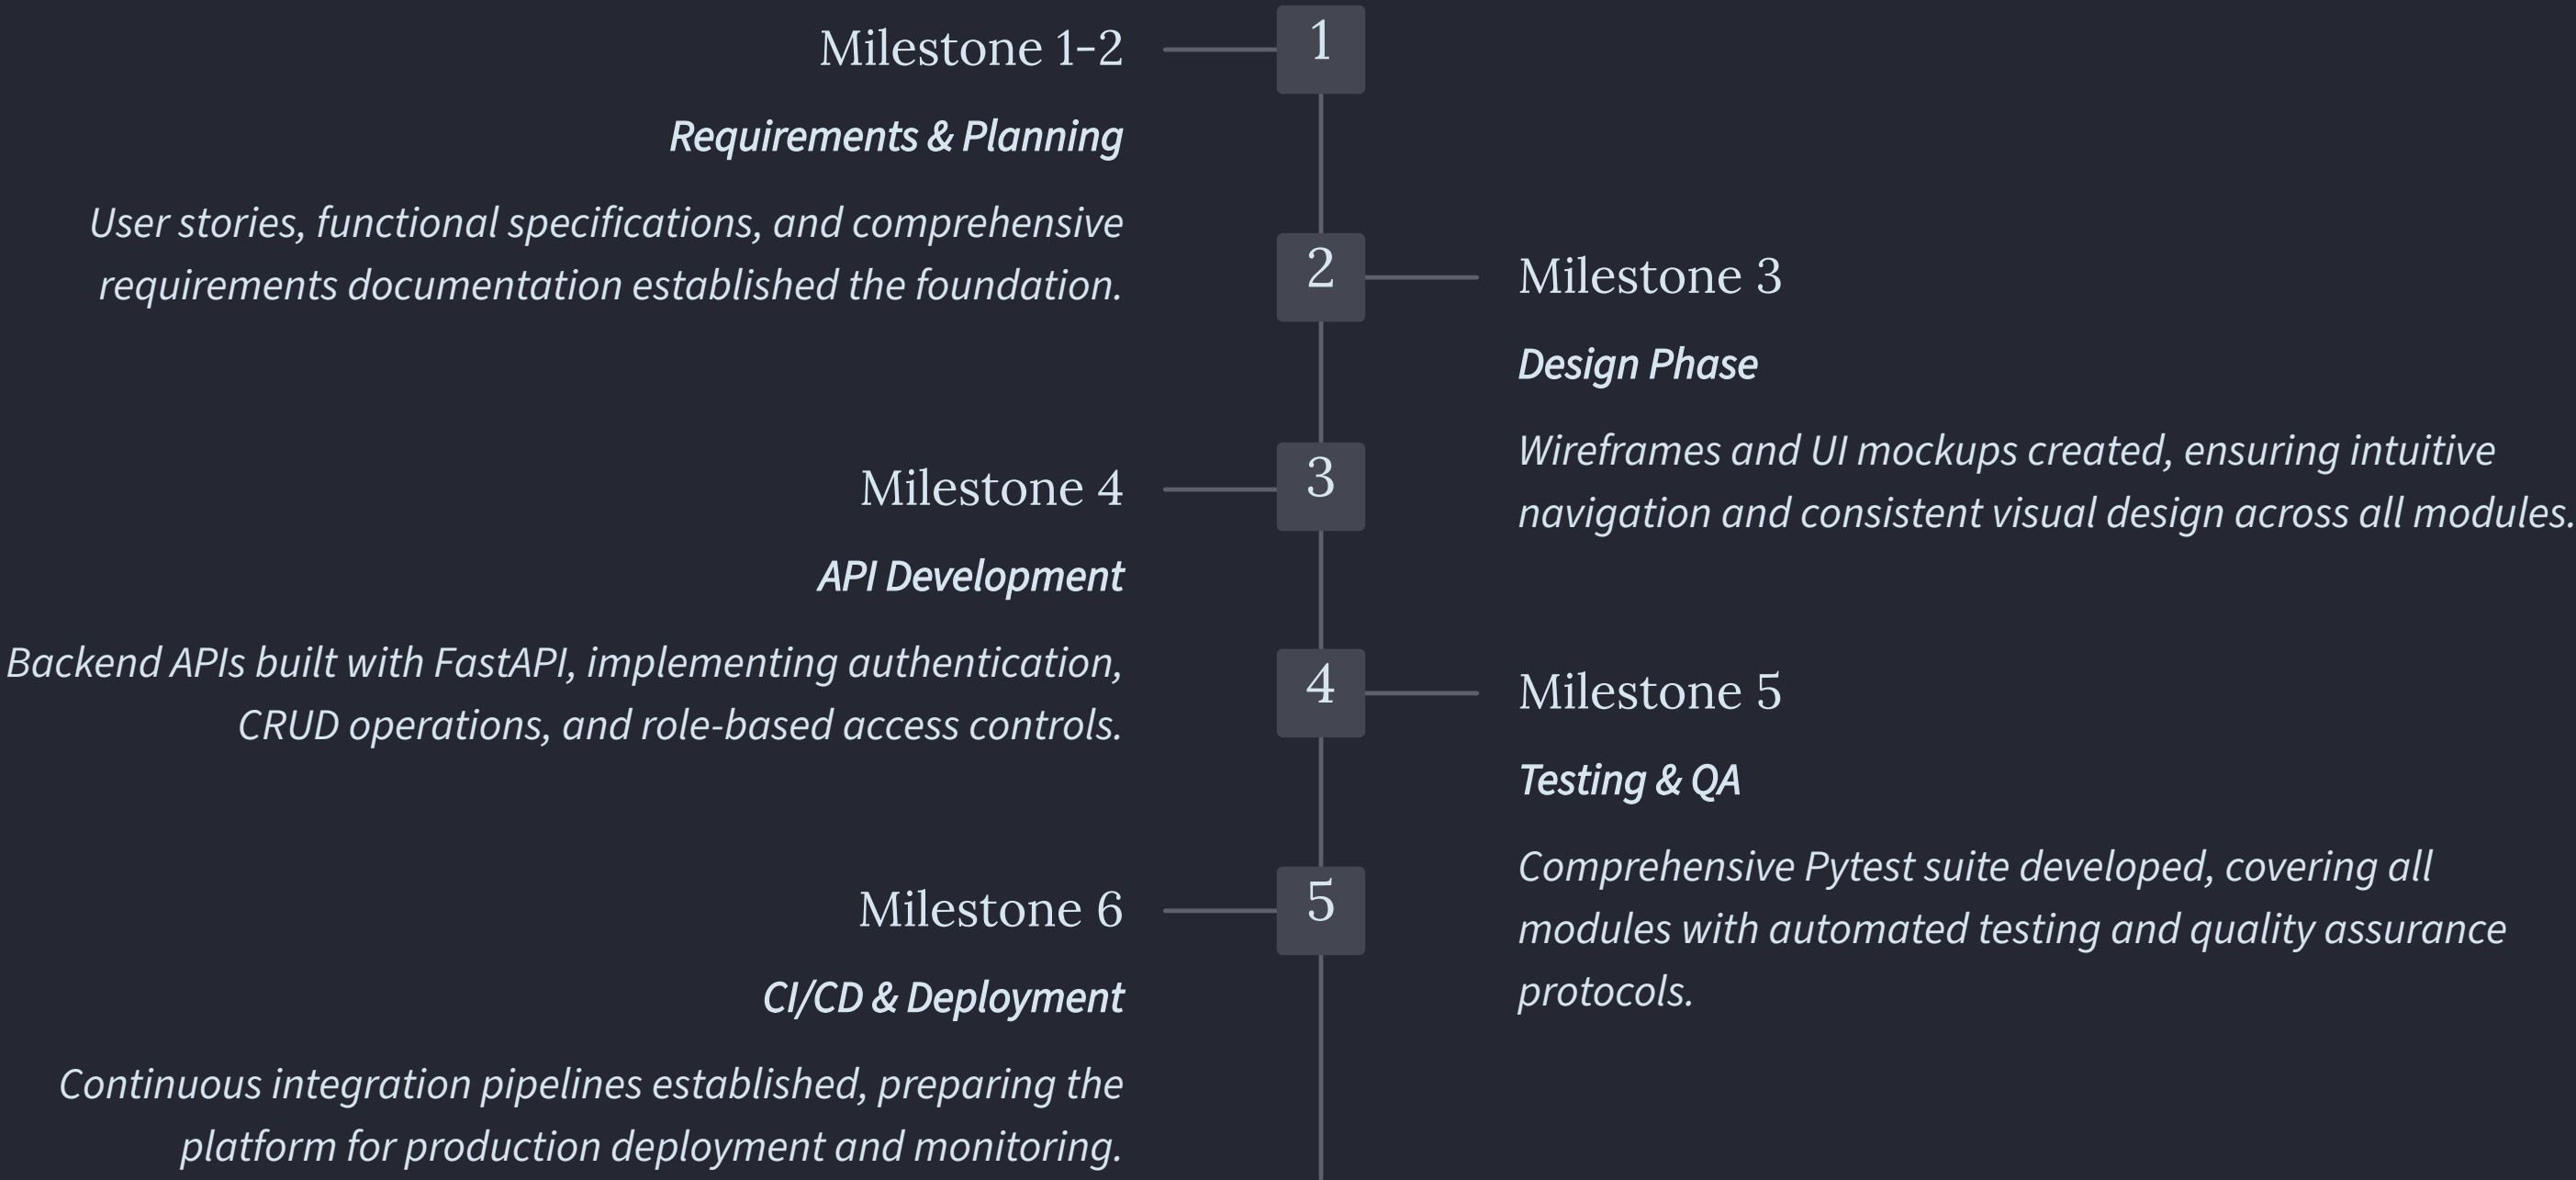 1
Milestone 1-2
Requirements & Planning
User stories, functional specifications, and comprehensive
requirements documentation established the foundation.
2
Milestone 3
Design Phase
Wireframes and UI mockups created, ensuring intuitive
navigation and consistent visual design across all modules.
3
Milestone 4
API Development
Backend APIs built with FastAPI, implementing authentication,
CRUD operations, and role-based access controls.
4
Milestone 5
Testing & QA
Comprehensive Pytest suite developed, covering all
modules with automated testing and quality assurance
protocols.
5
Milestone 6
CI/CD & Deployment
Continuous integration pipelines established, preparing the
platform for production deployment and monitoring.